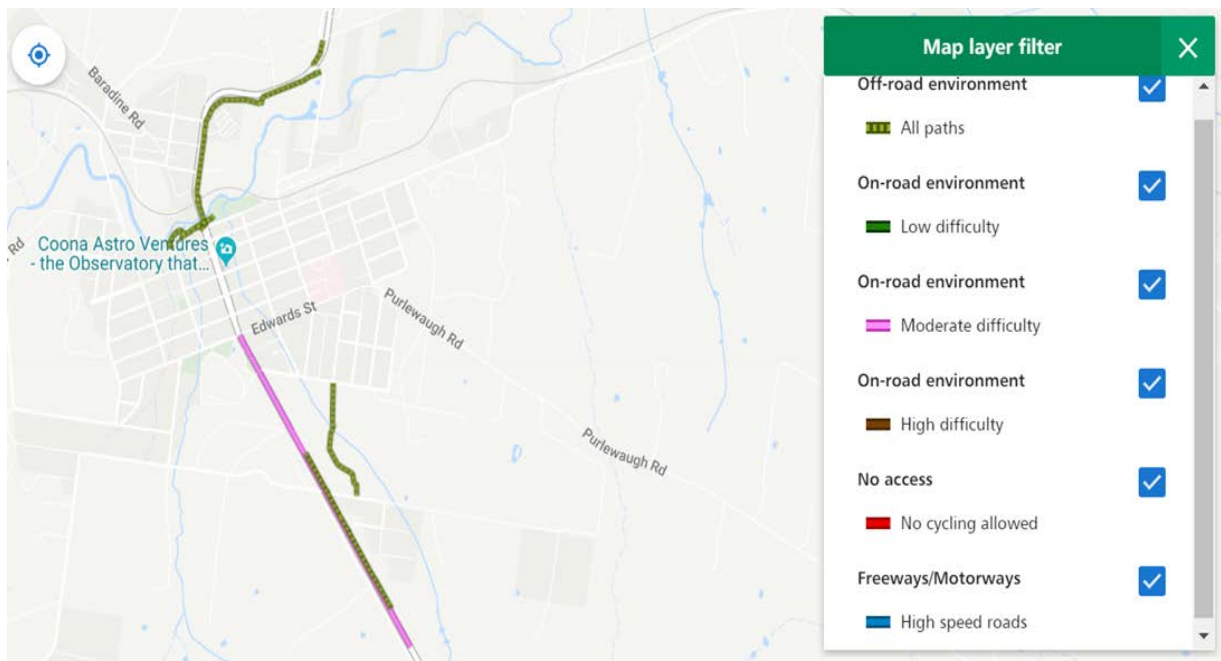 Baradine Rd
Rd
Coona Astro Ventures
- the Observatory that...
Edwards St
Purlewaugh Rd
Purlewaugh Rd
Map layer filter
Off-road environment
All paths
On-road environment
Low difficulty
On-road environment
Moderate difficulty
On-road environment
High difficulty
No access
No cycling allowed
Freeways/Motorways
High speed roads